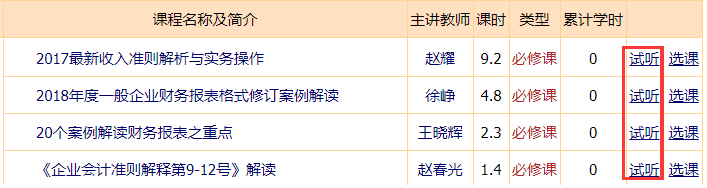 课程名称及简介 主讲教师 课时 类型 累计学时
2017最新收入准则解析与实务操作 赵耀 9.2 必修课 0 试听 选课
2018年度一般企业财务报表格式修订案例解读 徐峥 4.8 必修课 0 试听 选课
20个案例解读财务报表之重点 王晓辉 2.3 必修课 0 试听 选课
《企业会计准则解释第9-12号》解读 赵春光 1.4 必修课 0 试听 选课